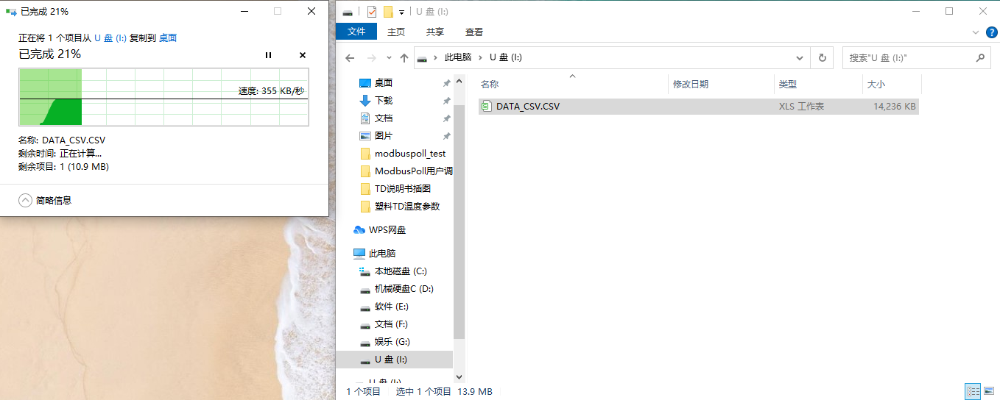 已完成 21%
正在将 1 个项目从 U 盘 (I:) 复制到 桌面
已完成 21%
速度: 355 KB/秒
名称: DATA_CSV.CSV
剩余时间: 正在计算...
剩余项目: 1 (10.9 MB)
简略信息
U 盘 (I:)
文件 主页 共享 查看
此电脑 U 盘 (I:)
搜索"U 盘 (I:)"
桌面
下载
文档
图片
modbuspoll_test
ModbusPoll用户调
TD说明书插图
塑料TD温度参数
WPS网盘
此电脑
本地磁盘 (C:)
机械硬盘C (D:)
软件 (E:)
文档 (F:)
娱乐 (G:)
U 盘 (I:)
U 盘 (I:)
名称 修改日期 类型 大小
DATA_CSV.CSV XLS 工作表 14,236 KB
1 个项目 选中 1 个项目 13.9 MB